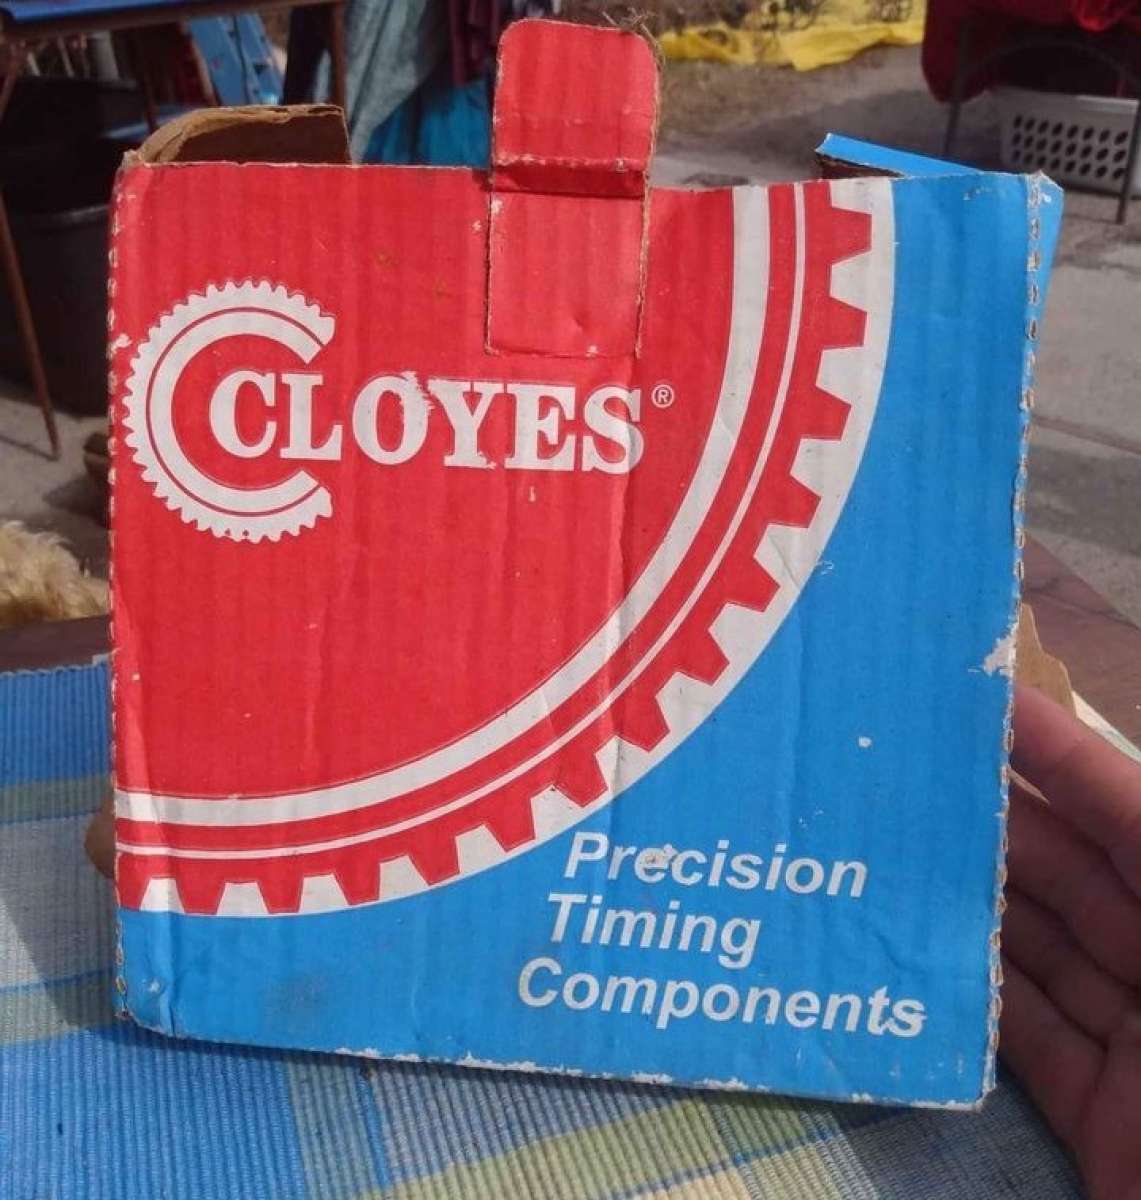 CLOYES®
Precision
Timing
Components